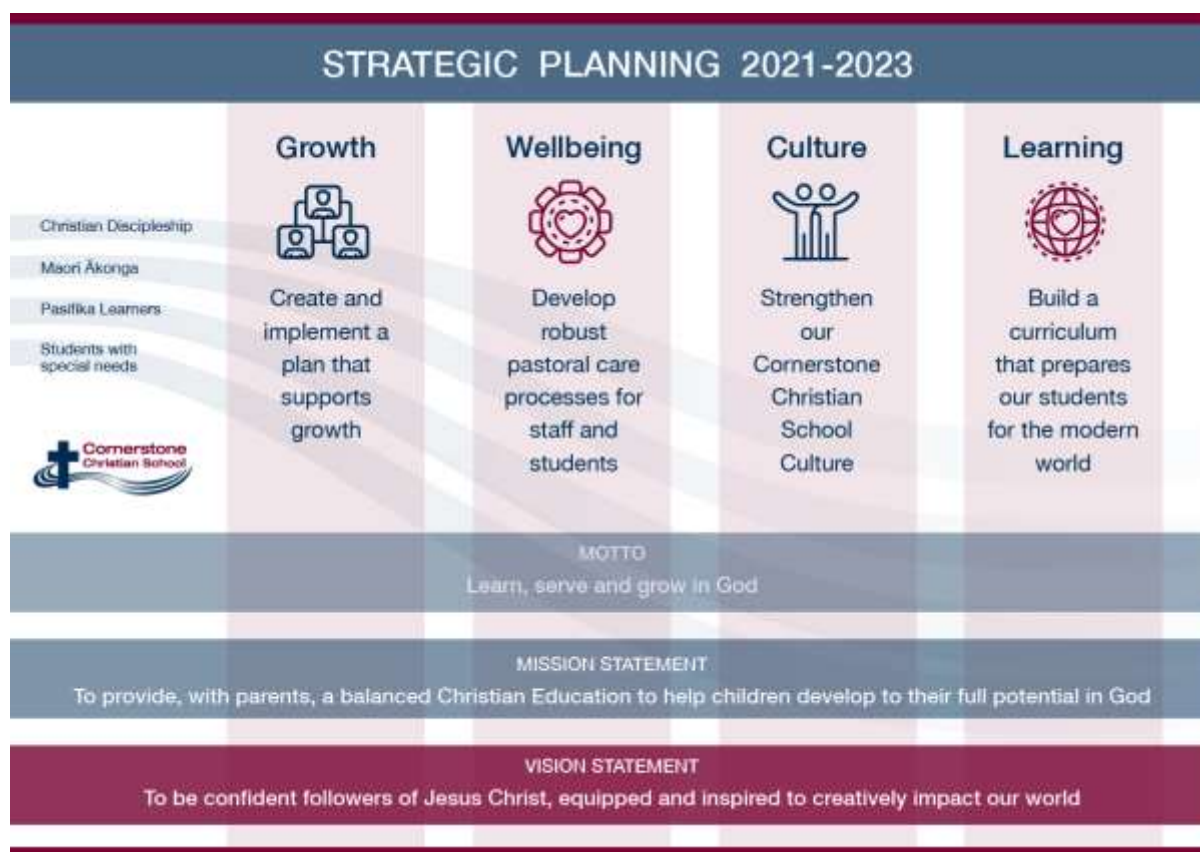 STRATEGIC PLANNING 2021-2023
Christian Discipleship
Maori Ākonga
Pasifika Learners
Students with
special needs
Cornerstone
Christian School
Growth
Create and
implement a
plan that
supports
growth
Wellbeing
Develop
robust
pastoral care
processes for
staff and
students
Culture
Strengthen
our
Cornerstone
Christian
School
Culture
Learning
Build a
curriculum
that prepares
our students
for the modern
world
MOTTO
Learn, serve and grow in God
MISSION STATEMENT
To provide, with parents, a balanced Christian Education to help children develop to their full potential in God
VISION STATEMENT
To be confident followers of Jesus Christ, equipped and inspired to creatively impact our world